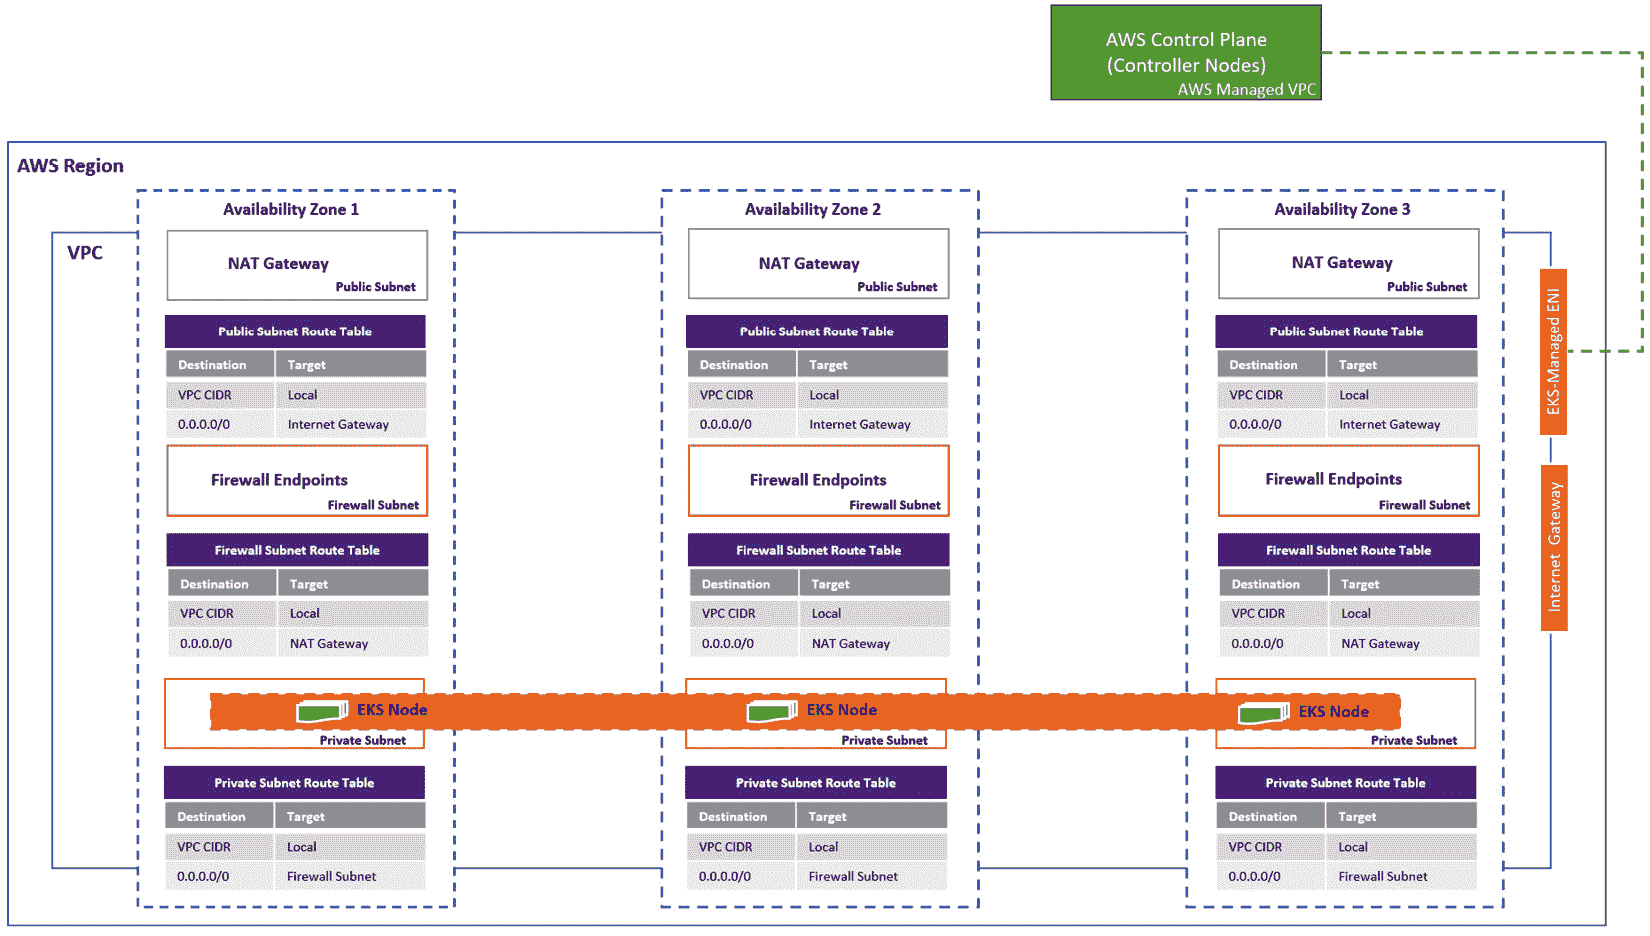 AWS Control Plane
(Controller Nodes)
AWS Managed VPC
AWS Region
VPC
Availability Zone 1
NAT Gateway
Public Subnet
Public Subnet Route Table
Destination Target
VPC CIDR Local
0.0.0.0/0 Internet Gateway
Firewall Endpoints
Firewall Subnet
Firewall Subnet Route Table
Destination Target
VPC CIDR Local
0.0.0.0/0 NAT Gateway
EKS Node
Private Subnet
Private Subnet Route Table
Destination Target
VPC CIDR Local
0.0.0.0/0 Firewall Subnet
Availability Zone 2
NAT Gateway
Public Subnet
Public Subnet Route Table
Destination Target
VPC CIDR Local
0.0.0.0/0 Internet Gateway
Firewall Endpoints
Firewall Subnet
Firewall Subnet Route Table
Destination Target
VPC CIDR Local
0.0.0.0/0 NAT Gateway
EKS Node
Private Subnet
Private Subnet Route Table
Destination Target
VPC CIDR Local
0.0.0.0/0 Firewall Subnet
Availability Zone 3
NAT Gateway
Public Subnet
Public Subnet Route Table
Destination Target
VPC CIDR Local
0.0.0.0/0 Internet Gateway
Firewall Endpoints
Firewall Subnet
Firewall Subnet Route Table
Destination Target
VPC CIDR Local
0.0.0.0/0 NAT Gateway
EKS Node
Private Subnet
Private Subnet Route Table
Destination Target
VPC CIDR Local
0.0.0.0/0 Firewall Subnet
EKS-Managed ENI
Internet Gateway